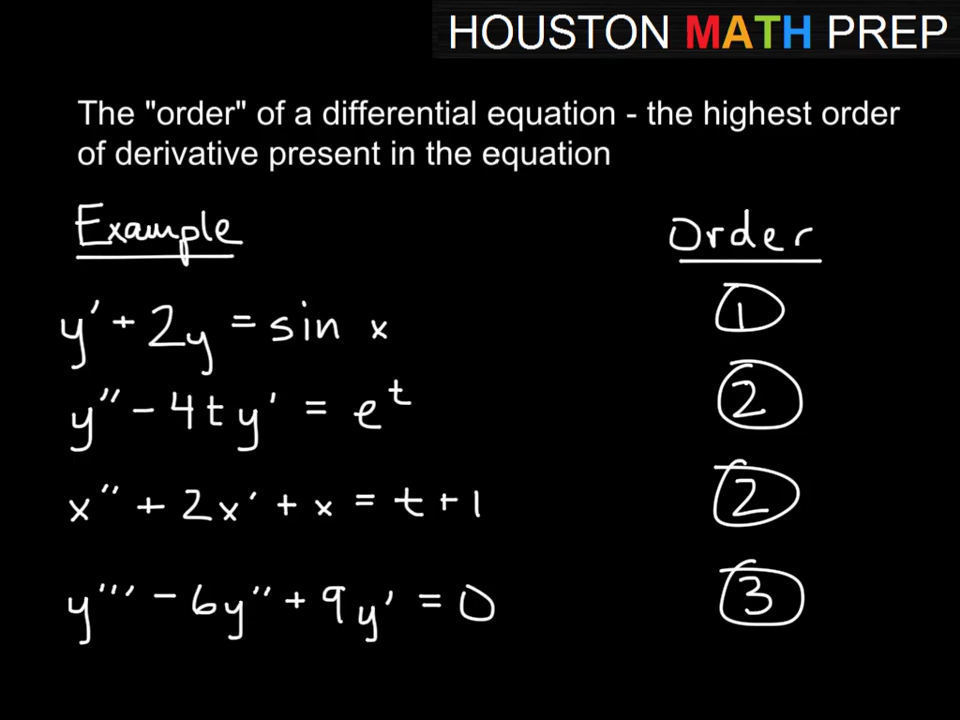 HOUSTON MATH PREP
The "order" of a differential equation - the highest order
of derivative present in the equation
Example Order
y' + 2y = sin x 1
y'' - 4ty' = e^t 2
x'' + 2x' + x = t + 1 2
y''' - 6y'' + 9y' = 0 3